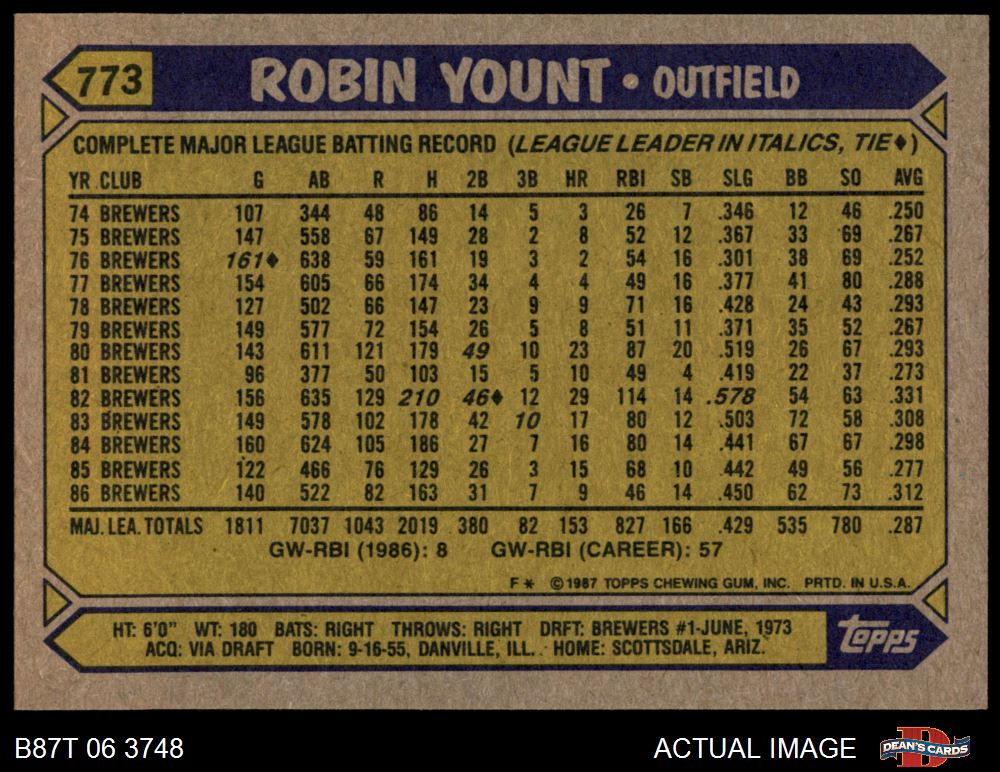 773 ROBIN YOUNT • OUTFIELD
COMPLETE MAJOR LEAGUE BATTING RECORD (LEAGUE LEADER IN ITALICS, TIE♦)
YR CLUB G AB R H 2B 3B HR RBI SB SLG BB SO AVG
74 BREWERS 107 344 48 86 14 5 3 26 7 .346 12 46 .250
75 BREWERS 147 558 67 149 28 2 8 52 12 .367 33 69 .267
76 BREWERS 161♦ 638 59 161 19 3 2 54 16 .301 38 69 .252
77 BREWERS 154 605 66 174 34 4 4 49 16 .377 41 80 .288
78 BREWERS 127 502 66 147 23 9 9 71 16 .428 24 43 .293
79 BREWERS 149 577 72 154 26 5 8 51 11 .371 35 52 .267
80 BREWERS 143 611 121 179 49 10 23 87 20 .519 26 67 .293
81 BREWERS 96 377 50 103 15 5 10 49 4 .419 22 37 .273
82 BREWERS 156 635 129 210 46♦ 12 29 114 14 .578 54 63 .331
83 BREWERS 149 578 102 178 42 10 17 80 12 .503 72 58 .308
84 BREWERS 160 624 105 186 27 7 16 80 14 .441 67 67 .298
85 BREWERS 122 466 76 129 26 3 15 68 10 .442 49 56 .277
86 BREWERS 140 522 82 163 31 7 9 46 14 .450 62 73 .312
MAJ. LEA. TOTALS 1811 7037 1043 2019 380 82 153 827 166 .429 535 780 .287
GW-RBI (1986): 8 GW-RBI (CAREER): 57
F * © 1987 TOPPS CHEWING GUM, INC. PRTD. IN U.S.A.
HT: 6'0" WT: 180 BATS: RIGHT THROWS: RIGHT DRFT: BREWERS #1-JUNE, 1973
ACQ: VIA DRAFT BORN: 9-16-55, DANVILLE, ILL. HOME: SCOTTSDALE, ARIZ.
Topps
B87T 06 3748 ACTUAL IMAGE DEAN'S CARDS